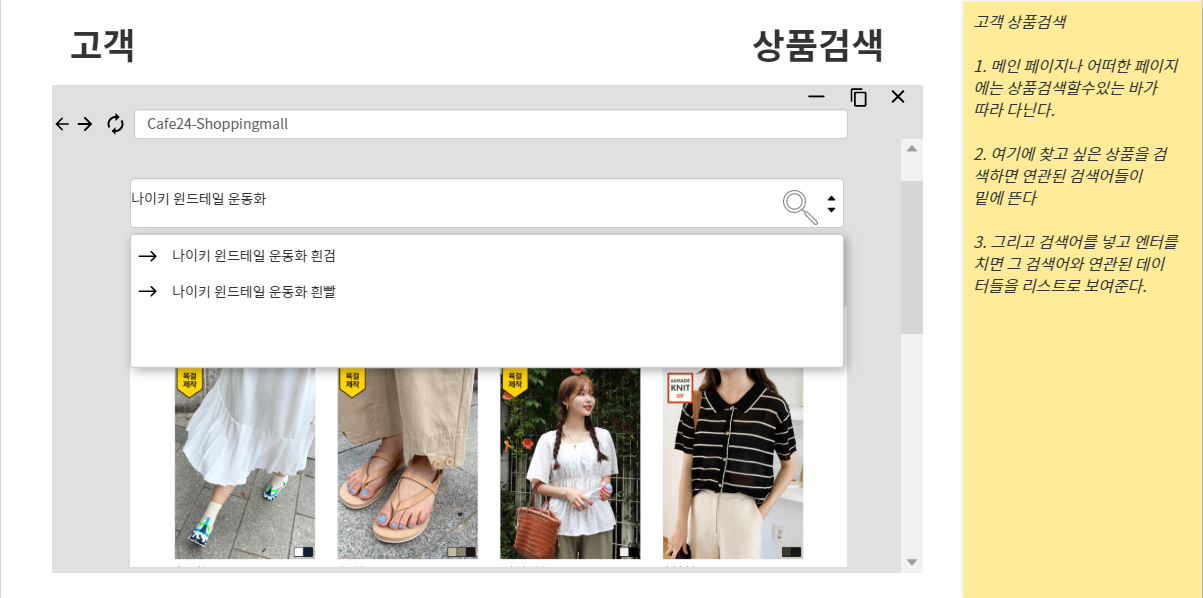 고객
상품검색
Cafe24-Shoppingmall
나이키 윈드테일 운동화
나이키 윈드테일 운동화 흰검
나이키 윈드테일 운동화 흰빨
육걸
제작
육걸
제작
육걸
제작
66MADE
KNIT
고객 상품검색
1. 메인 페이지나 어떠한 페이지
에는 상품검색할수있는 바가
따라 다닌다.
2. 여기에 찾고 싶은 상품을 검
색하면 연관된 검색어들이
밑에 뜬다
3. 그리고 검색어를 넣고 엔터를
치면 그 검색어와 연관된 데이
터들을 리스트로 보여준다.